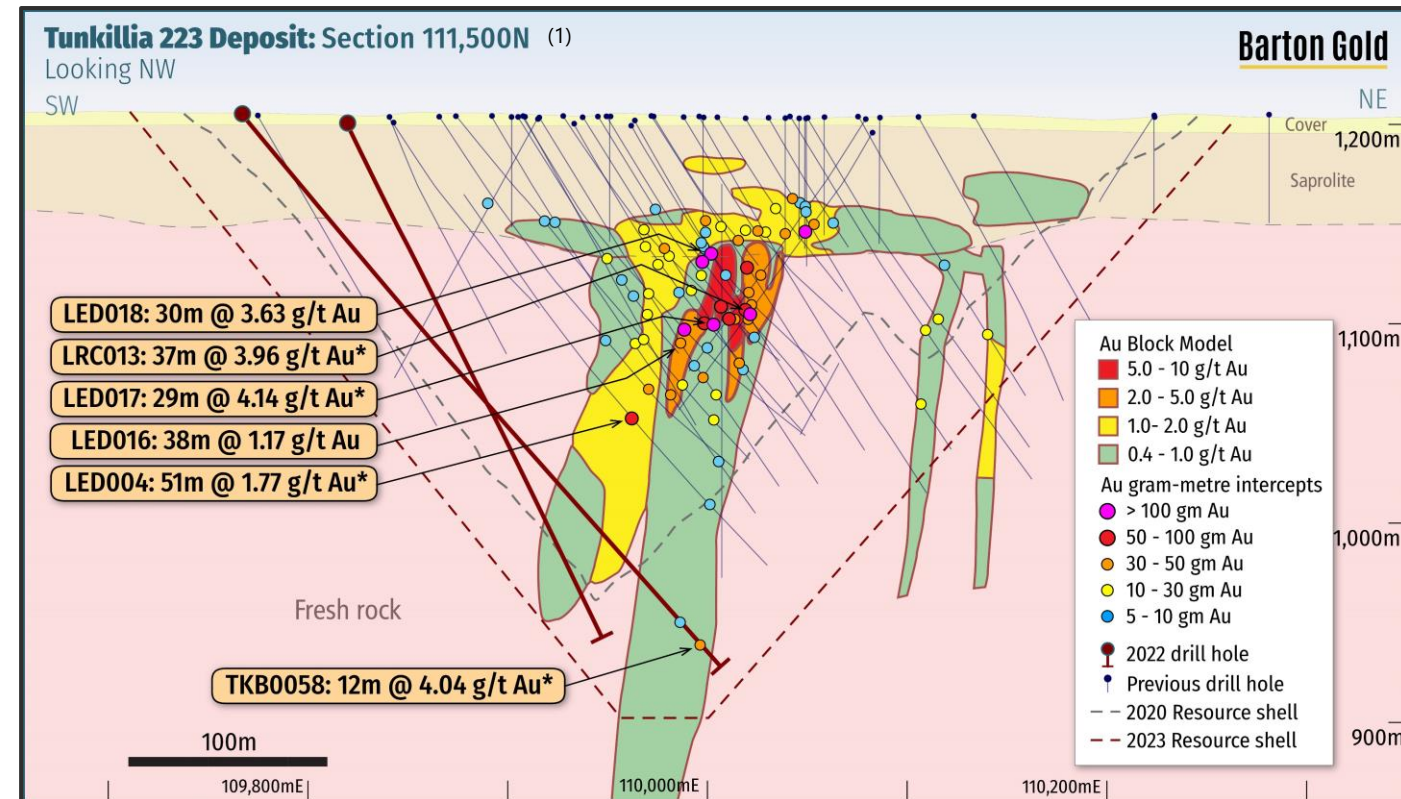 Tunkillia 223 Deposit: Section 111,500N (1)
Looking NW
SW
Barton Gold
NE
Cover
1,200m
Saprolite
LED018: 30m @ 3.63 g/t Au
LRC013: 37m @ 3.96 g/t Au*
LED017: 29m @ 4.14 g/t Au*
LED016: 38m @ 1.17 g/t Au
LED004: 51m @ 1.77 g/t Au*
1,100m
Au Block Model
5.0 - 10 g/t Au
2.0 - 5.0 g/t Au
1.0- 2.0 g/t Au
0.4 - 1.0 g/t Au
Au gram-metre intercepts
> 100 gm Au
50 - 100 gm Au
30 - 50 gm Au
10 - 30 gm Au
5 - 10 gm Au
2022 drill hole
Previous drill hole
2020 Resource shell
2023 Resource shell
1,000m
Fresh rock
TKB0058: 12m @ 4.04 g/t Au*
900m
100m
109,800mE
110,000mE
110,200mE